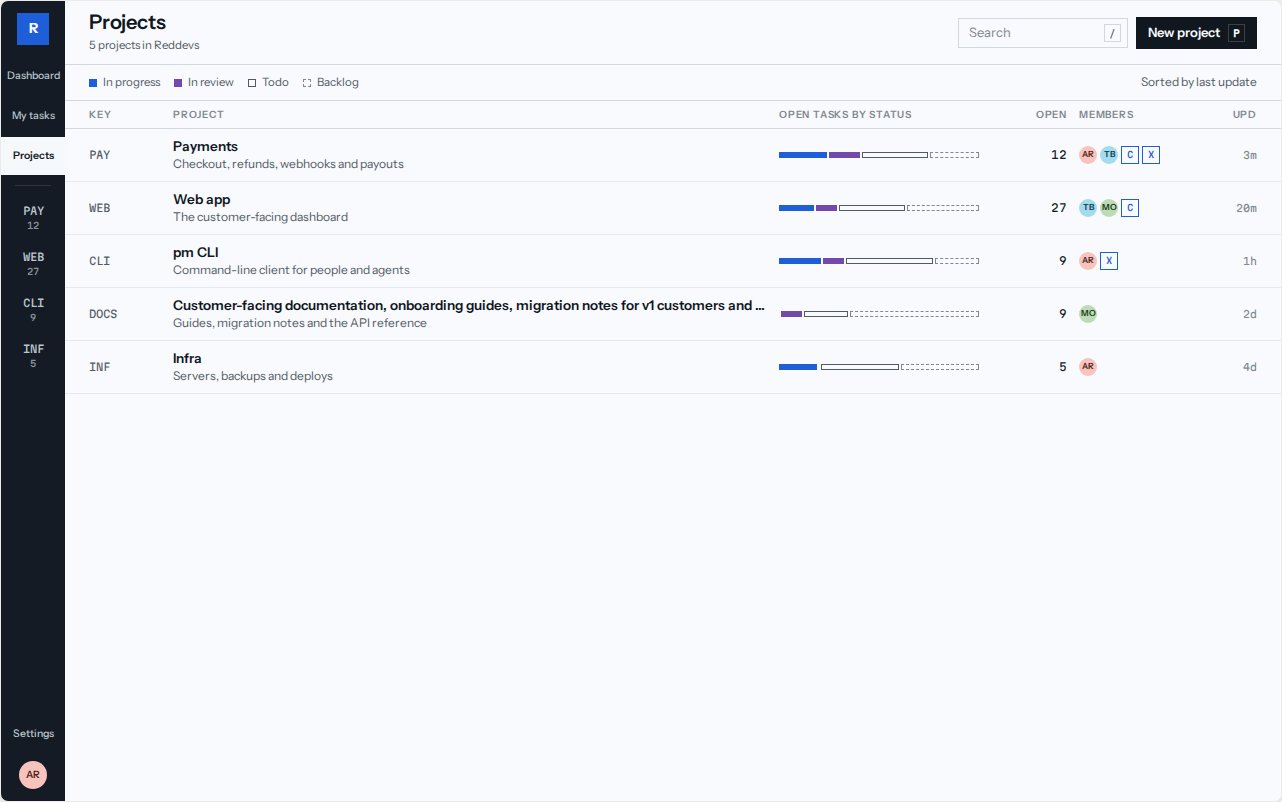 R
Dashboard
My tasks
Projects
PAY
12
WEB
27
CLI
9
INF
5
Settings
AR
Projects
5 projects in Reddevs
Search /
New project P
In progress In review Todo Backlog
Sorted by last update
KEY PROJECT OPEN TASKS BY STATUS OPEN MEMBERS UPD
PAY Payments 12 AR TB C X 3m
Checkout, refunds, webhooks and payouts
WEB Web app 27 TB MO C 20m
The customer-facing dashboard
CLI pm CLI 9 AR X 1h
Command-line client for people and agents
DOCS Customer-facing documentation, onboarding guides, migration notes for v1 customers and ... 9 MO 2d
Guides, migration notes and the API reference
INF Infra 5 AR 4d
Servers, backups and deploys